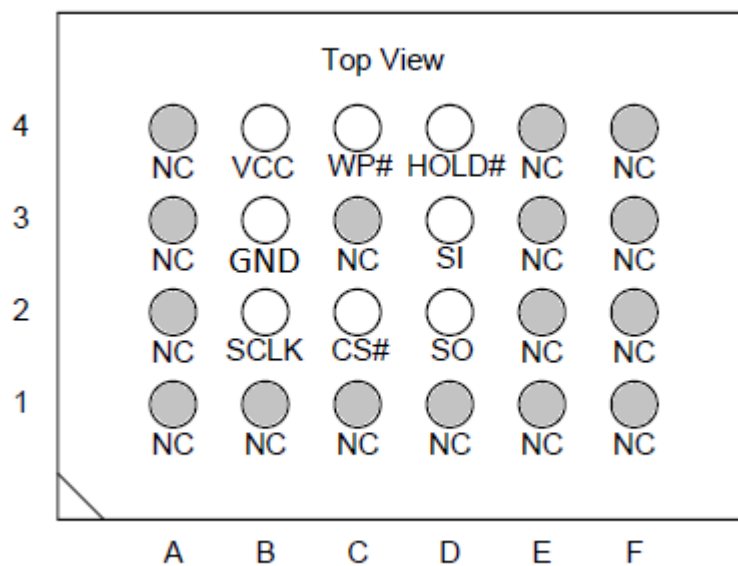 Top View
4
NC VCC WP# HOLD# NC NC
3
NC GND NC SI NC NC
2
NC SCLK CS# SO NC NC
1
NC NC NC NC NC NC
A B C D E F